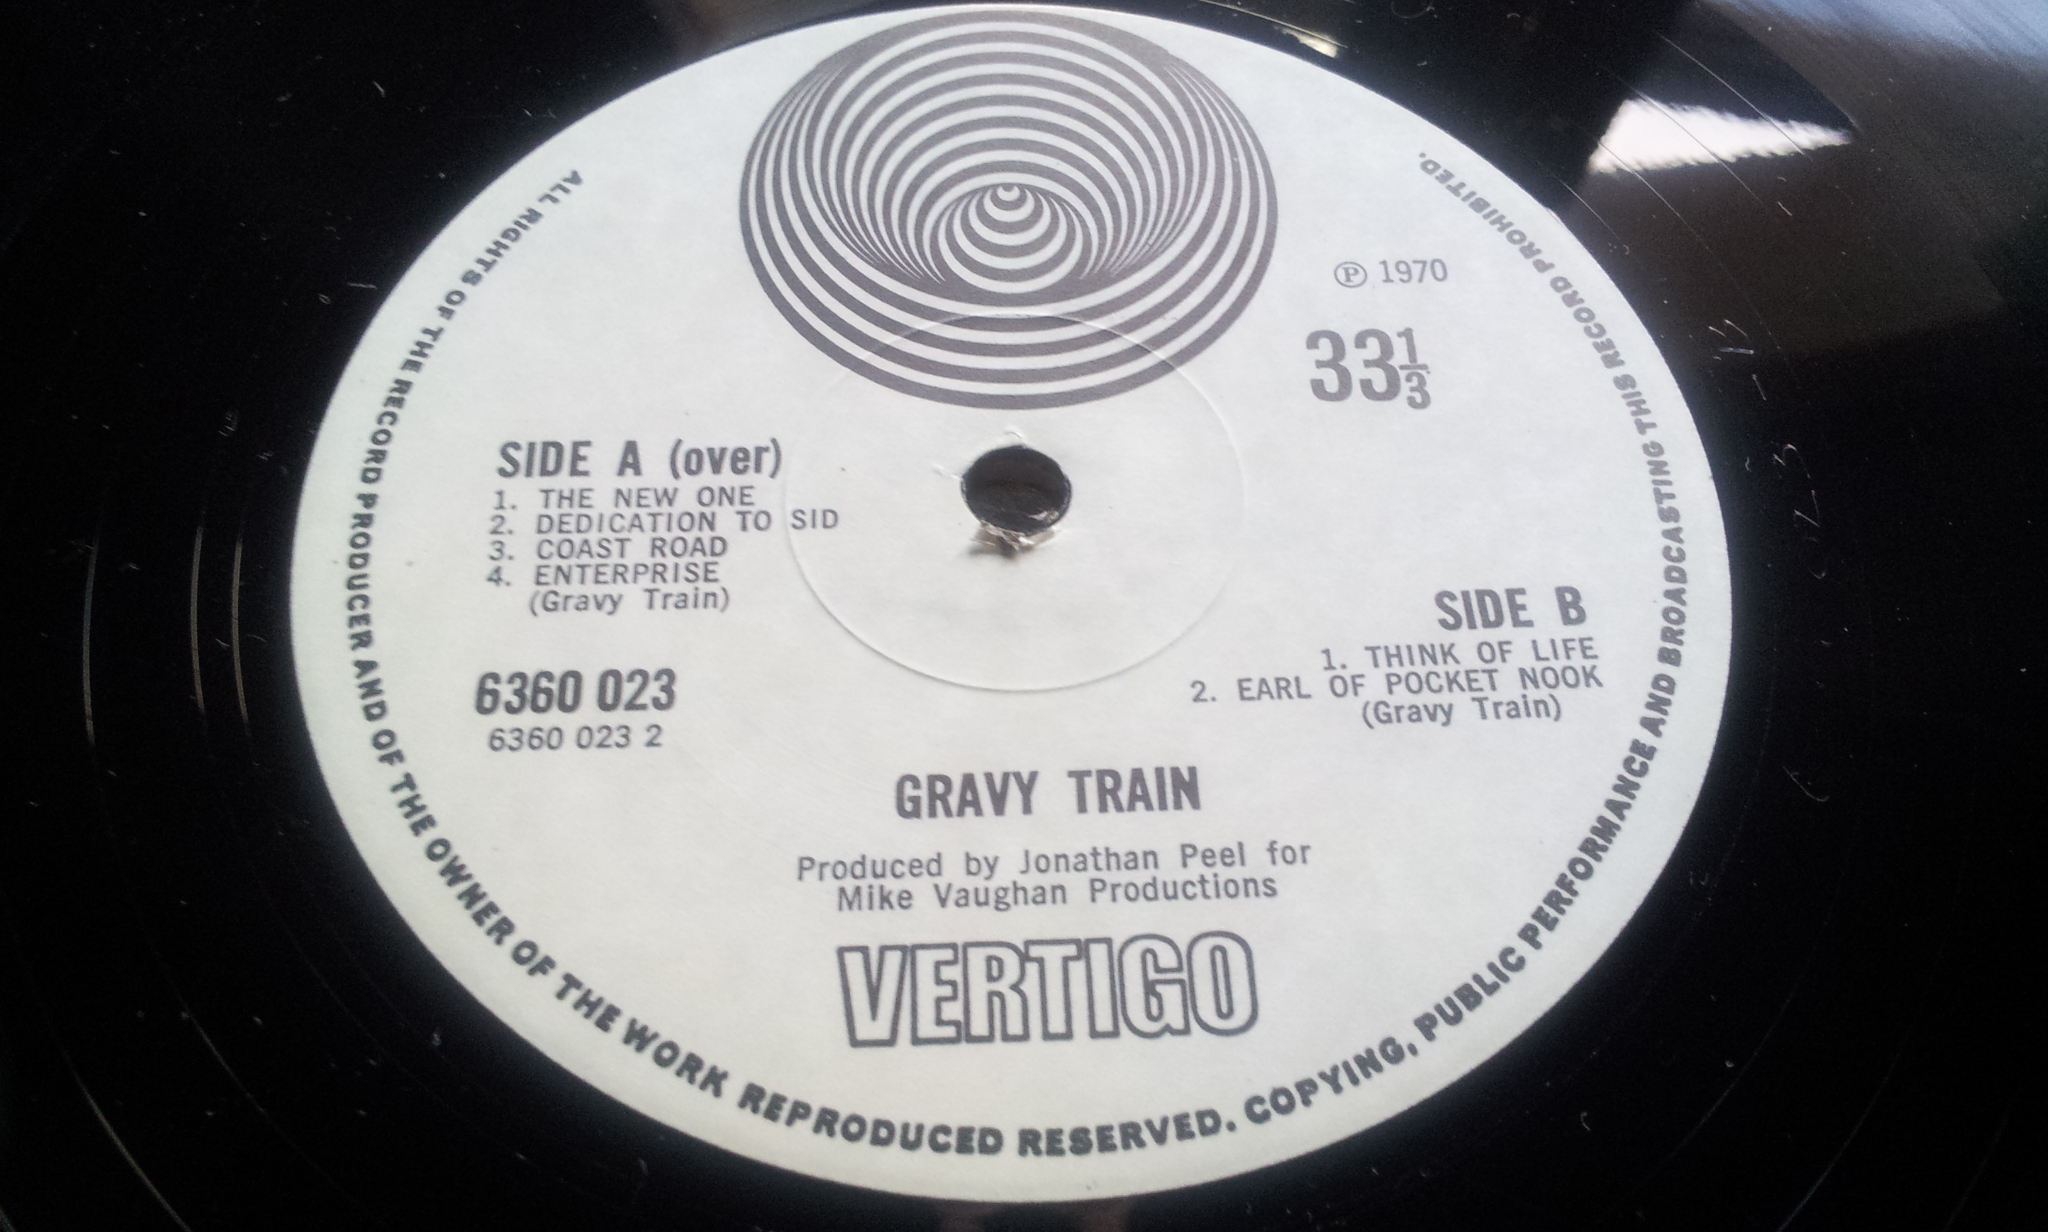 ALL RIGHTS OF THE RECORD PRODUCER AND OF THE OWNER OF THE WORK REPRODUCED RESERVED. COPYING, PUBLIC PERFORMANCE AND BROADCASTING THIS RECORD PROHIBITED.
Ⓟ 1970
33⅓
SIDE A (over)
1. THE NEW ONE
2. DEDICATION TO SID
3. COAST ROAD
4. ENTERPRISE
(Gravy Train)
6360 023
6360 023 2
SIDE B
1. THINK OF LIFE
2. EARL OF POCKET NOOK
(Gravy Train)
GRAVY TRAIN
Produced by Jonathan Peel for
Mike Vaughan Productions
VERTIGO